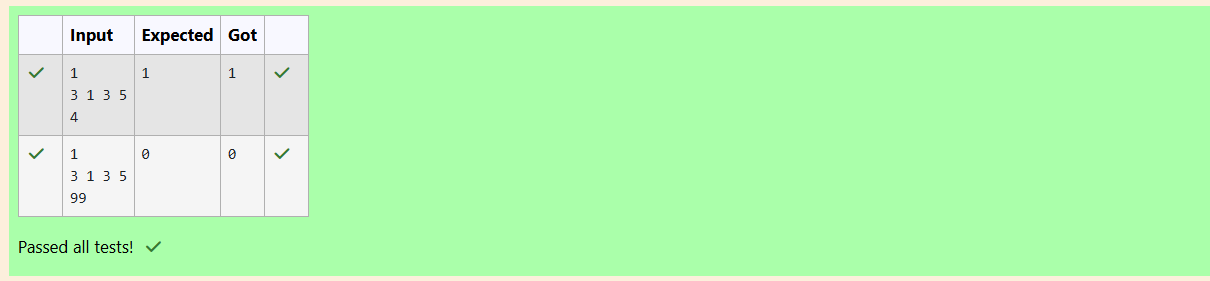 Input Expected Got
1 1 1
3 1 3 5
4
1 0 0
3 1 3 5
99
Passed all tests!